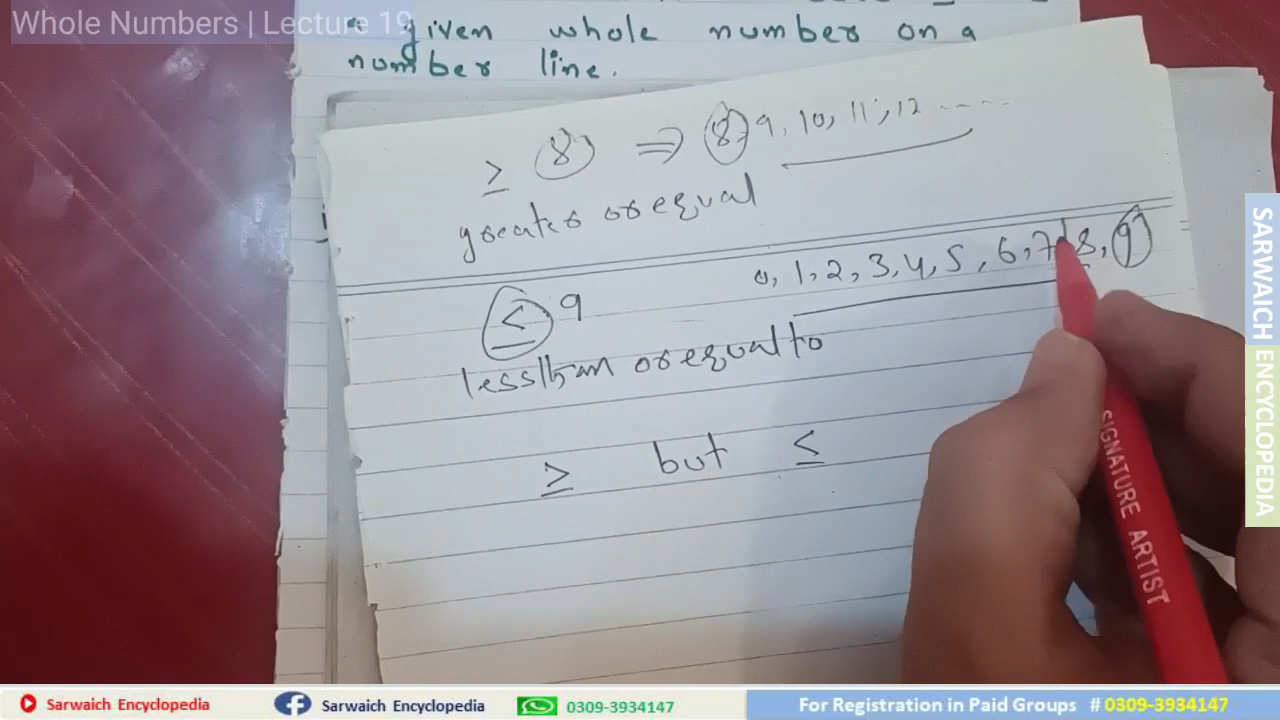 Whole Numbers | Lecture 19
a given whole number on a
number line.
≥ 8 ⇒ 8, 9, 10, 11, 12 .....
greater or equal
0, 1, 2, 3, 4, 5, 6, 7, 8, 9
≤ 9
less than or equal to
≥ but ≤
SIGNATURE ARTIST
SARWAICH ENCYCLOPEDIA
Sarwaich Encyclopedia
Sarwaich Encyclopedia
0309-3934147
For Registration in Paid Groups # 0309-3934147